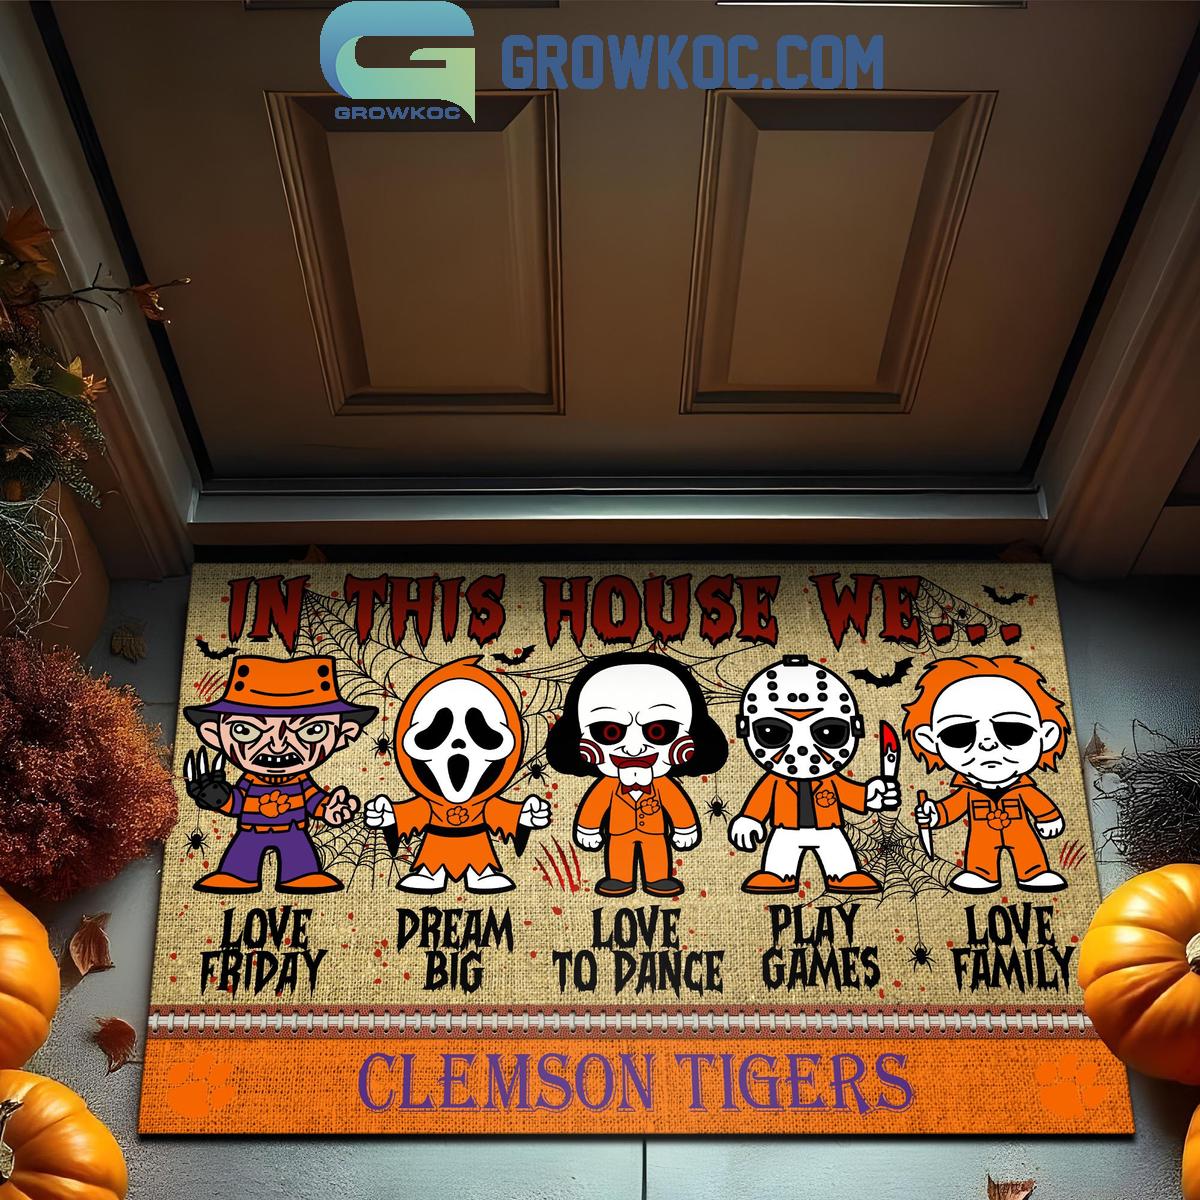 GROWKOC.COM
GROWKOC
IN THIS HOUSE WE...
LOVE
FRIDAY
DREAM
BIG
LOVE
TO DANCE
PLAY
GAMES
LOVE
FAMILY
CLEMSON TIGERS